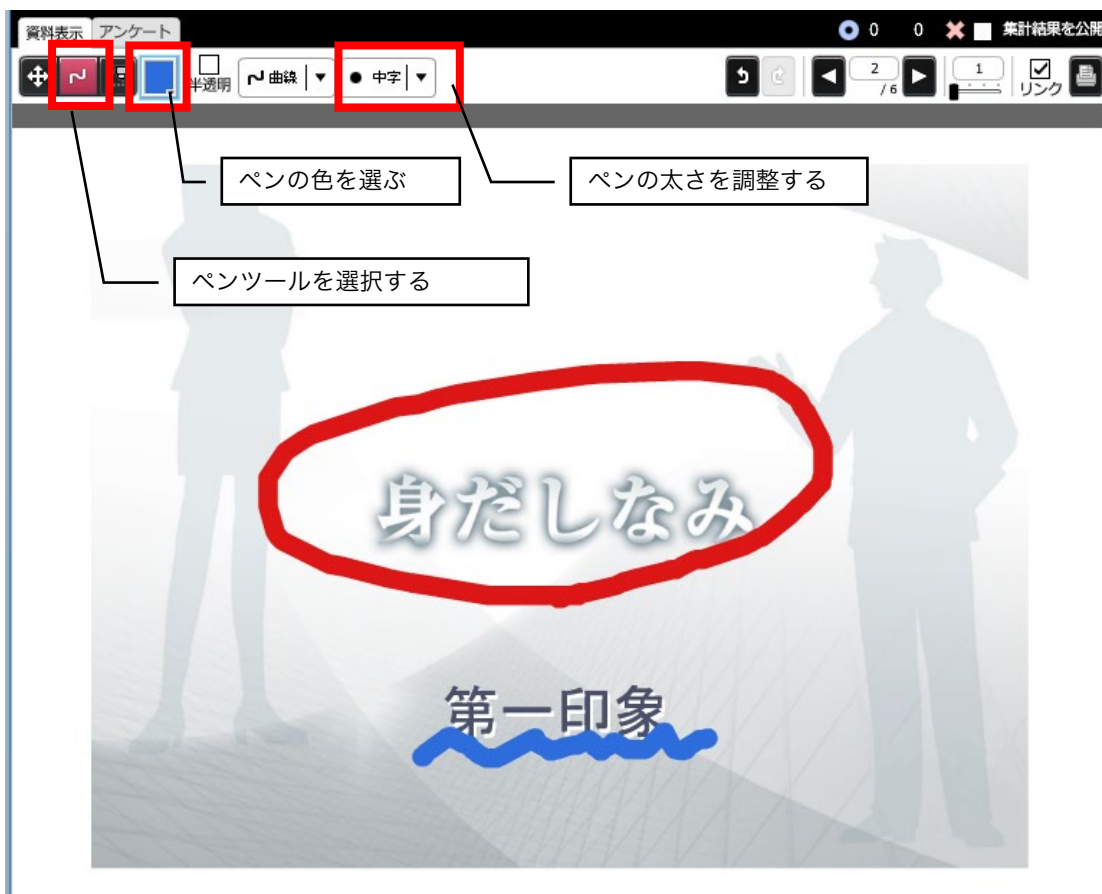 資料表示 アンケート 0 0 集計結果を公開
半透明 曲線 中字 2 /6 1 リンク
ペンの色を選ぶ ペンの太さを調整する
ペンツールを選択する
身だしなみ
第一印象